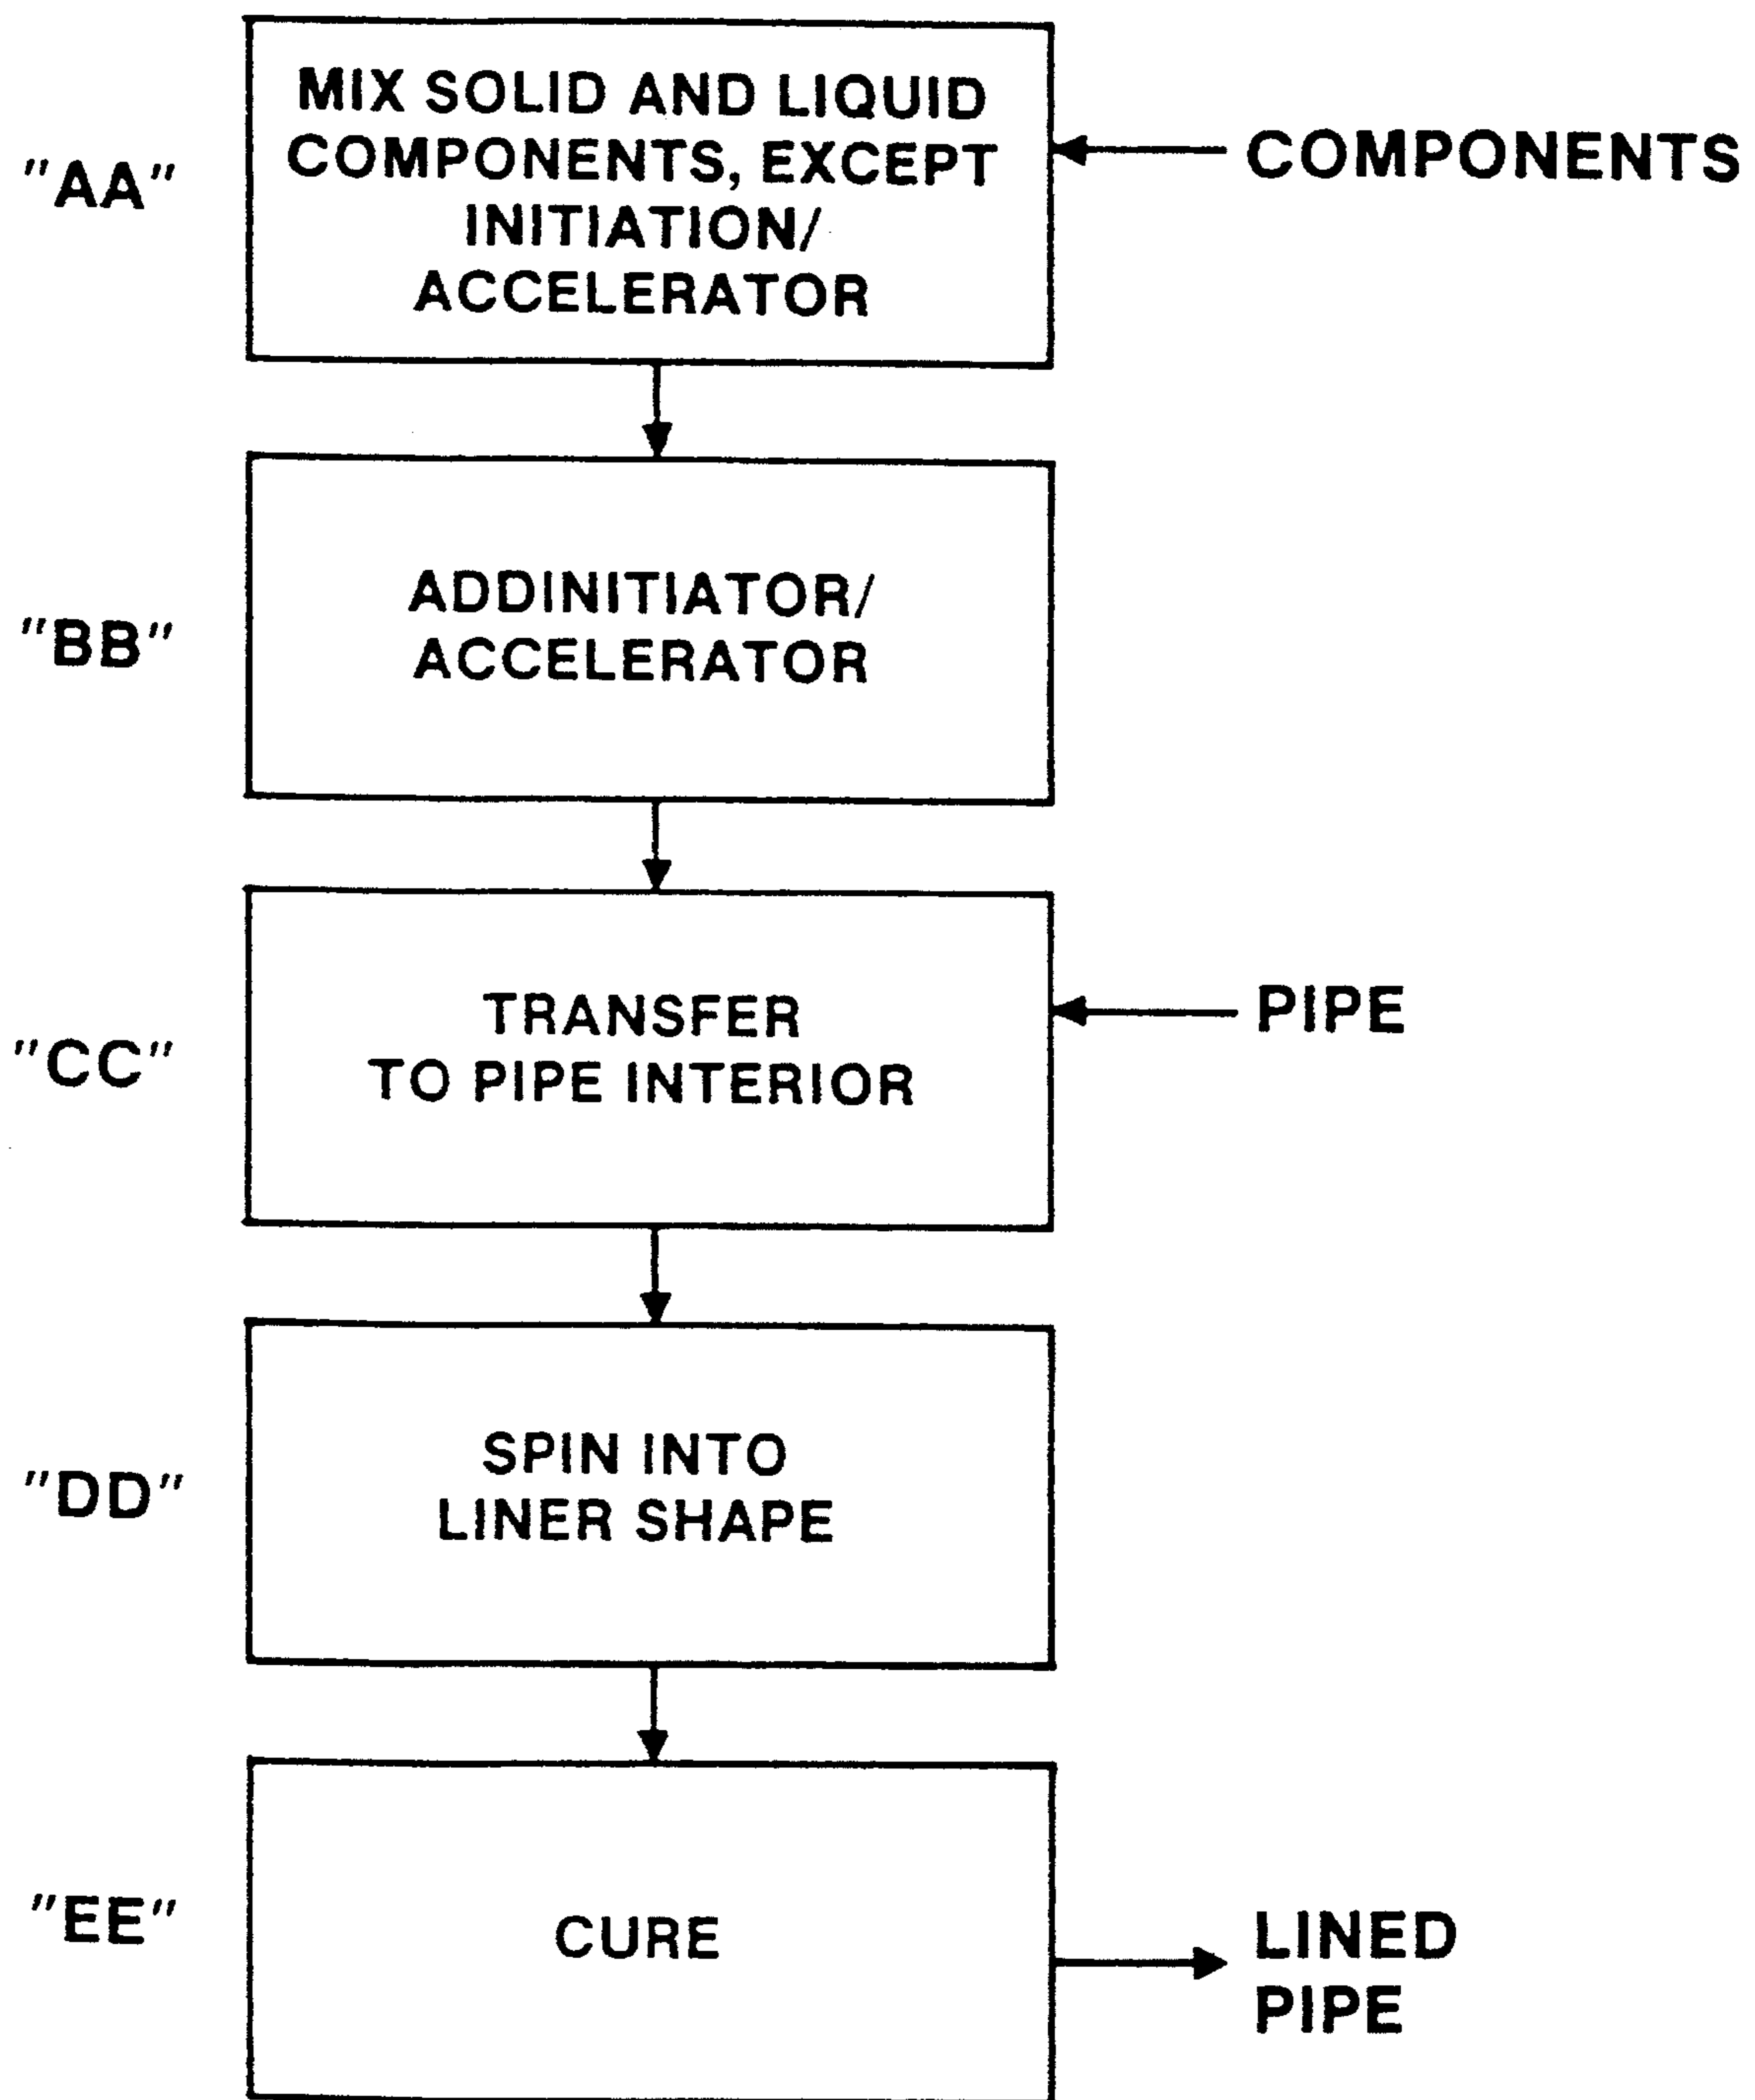 "AA"
MIX SOLID AND LIQUID
COMPONENTS, EXCEPT
INITIATION/
ACCELERATOR
COMPONENTS
"BB"
ADDINITIATOR/
ACCELERATOR
"CC"
TRANSFER
TO PIPE INTERIOR
PIPE
"DD"
SPIN INTO
LINER SHAPE
"EE"
CURE
LINED
PIPE